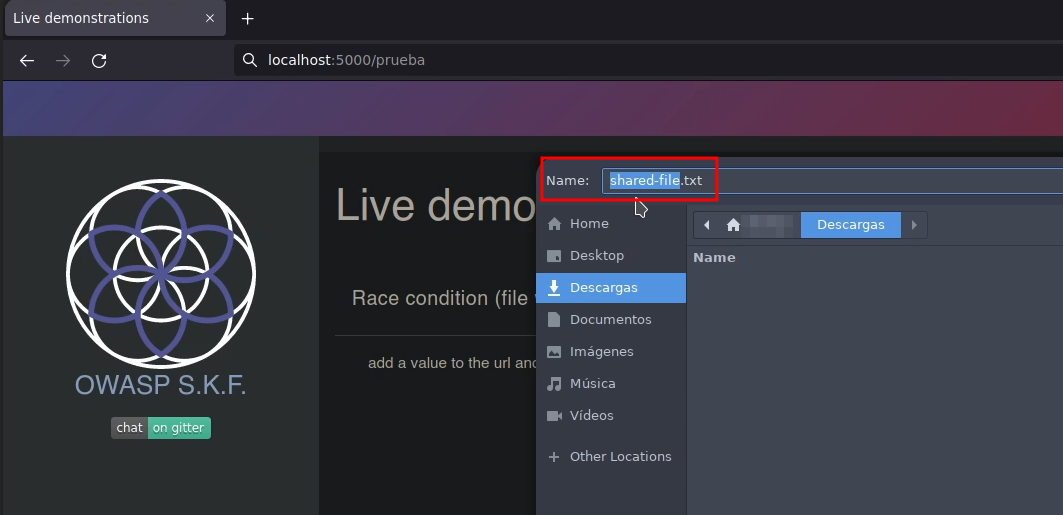 Live demonstrations
localhost:5000/prueba
OWASP S.K.F.
chat on gitter
Live demo
Race condition (file
add a value to the url and
Name: shared-file.txt
Home
Desktop
Descargas
Documentos
Imágenes
Música
Vídeos
Other Locations
Descargas
Name